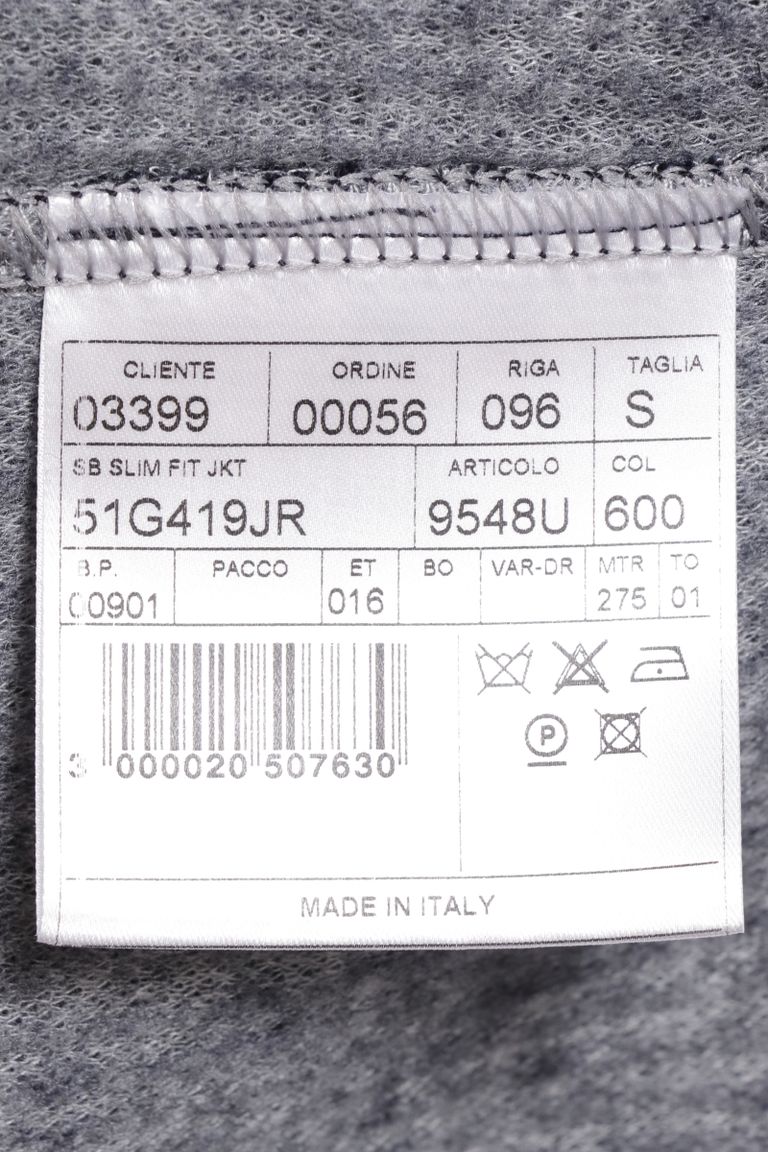 CLIENTE ORDINE RIGA TAGLIA
03399 00056 096 S
SB SLIM FIT JKT ARTICOLO COL
51G419JR 9548U 600
B.P. PACCO ET BO VAR-DR MTR TO
00901 016 275 01
P
3 000020 507630
MADE IN ITALY